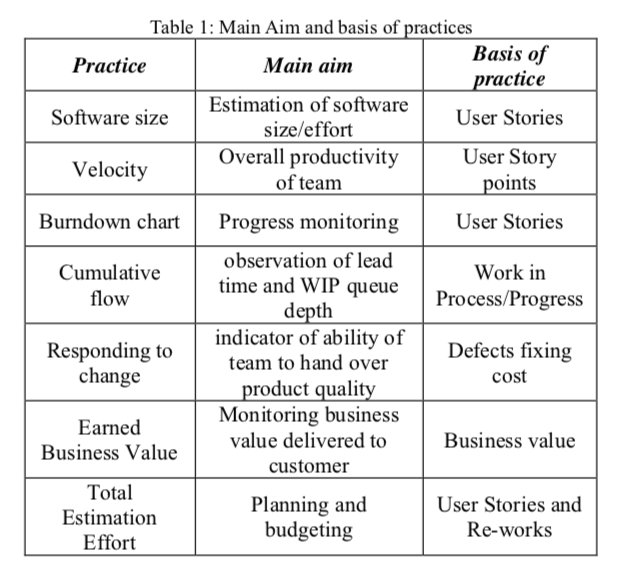 Table 1: Main Aim and basis of practices
Practice
Main aim
Basis of
practice
Software size
Estimation of software
size/effort
User Stories
Velocity
Overall productivity
of team
User Story
points
Burndown chart
Progress monitoring
User Stories
Cumulative
flow
observation of lead
time and WIP queue
depth
Work in
Process/Progress
Responding to
change
indicator of ability of
team to hand over
product quality
Defects fixing
cost
Earned
Business Value
Monitoring business
value delivered to
customer
Business value
Total
Estimation
Effort
Planning and
budgeting
User Stories and
Re-works